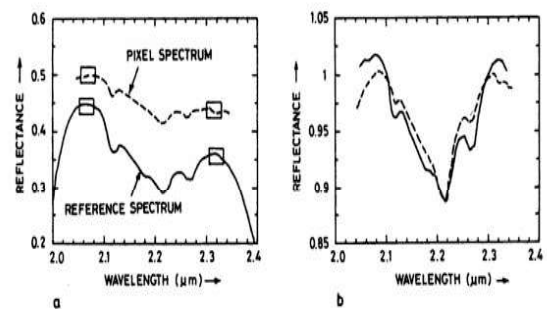 REFLECTANCE →
0.6
0.5
0.4
0.3
0.2
PIXEL SPECTRUM
REFERENCE SPECTRUM
2.0 2.1 2.2 2.3 2.4
WAVELENGTH (μm) →
a
REFLECTANCE →
1.05
1
0.95
0.9
0.85
2.0 2.1 2.2 2.3 2.4
WAVELENGTH (μm) →
b